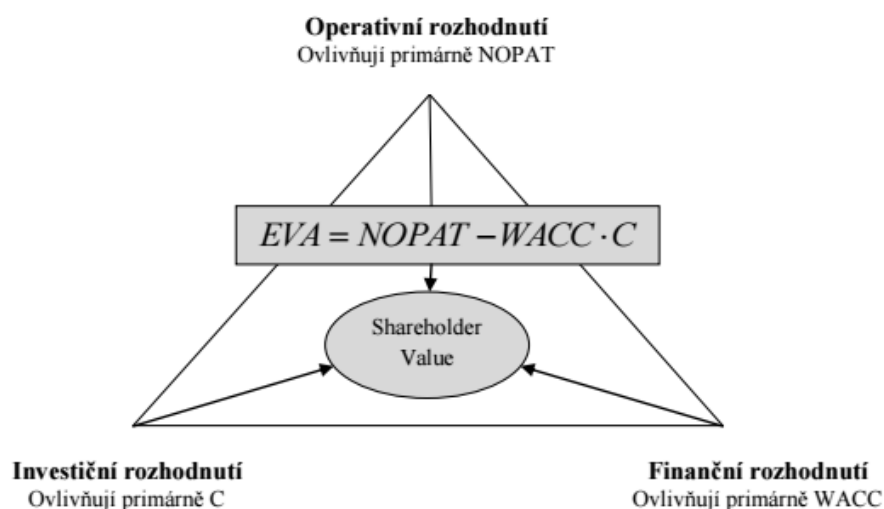 Operativní rozhodnutí
Ovlivňují primárně NOPAT
EVA = NOPAT − WACC · C
Shareholder
Value
Investiční rozhodnutí
Ovlivňují primárně C
Finanční rozhodnutí
Ovlivňují primárně WACC